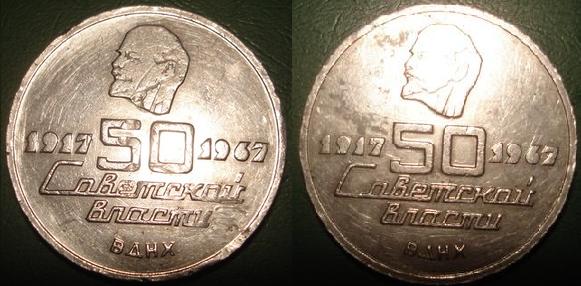 1917 50 1967
Советской
власти
ВДНХ
1917 50 1967
Советской
власти
ВДНХ